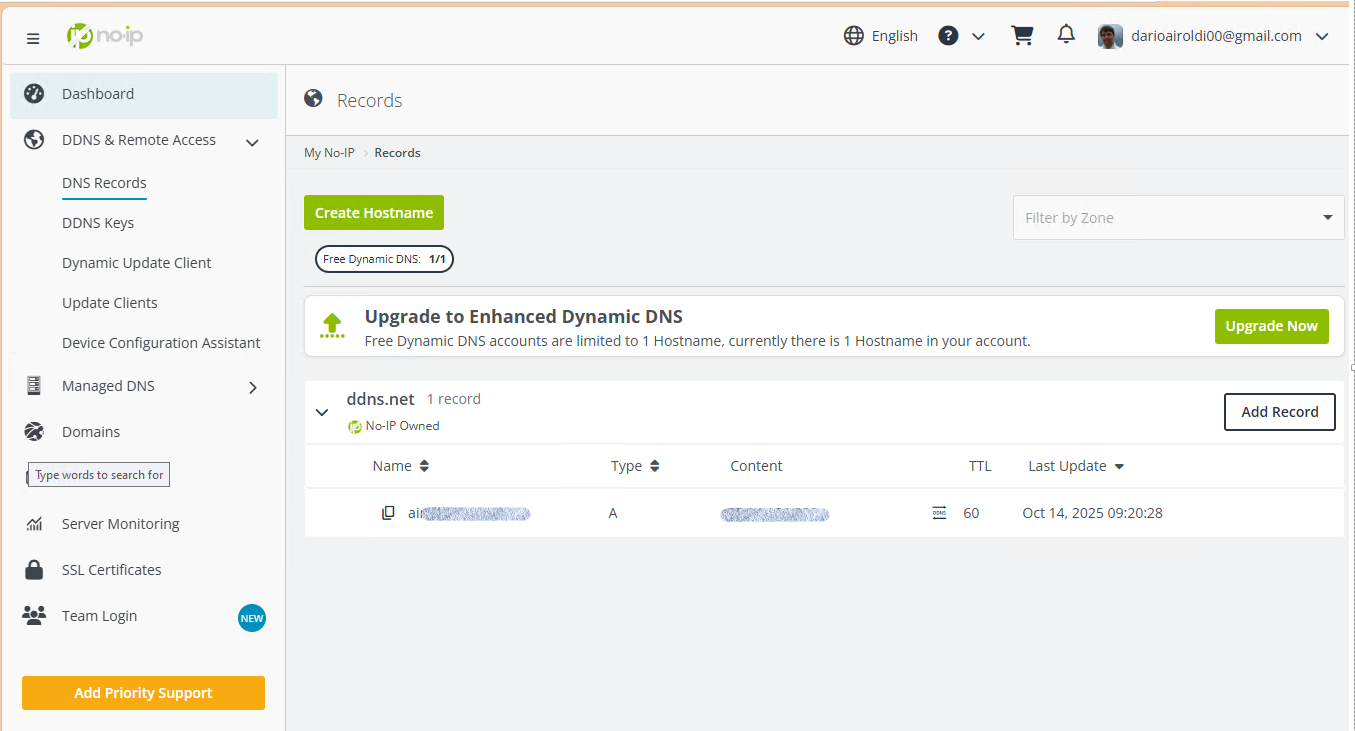 no-ip
English
darioairoldi00@gmail.com
Dashboard
DDNS & Remote Access
DNS Records
DDNS Keys
Dynamic Update Client
Update Clients
Device Configuration Assistant
Managed DNS
Domains
Type words to search for
Server Monitoring
SSL Certificates
Team Login NEW
Add Priority Support
Records
My No-IP > Records
Create Hostname
Filter by Zone
Free Dynamic DNS: 1/1
Upgrade to Enhanced Dynamic DNS
Free Dynamic DNS accounts are limited to 1 Hostname, currently there is 1 Hostname in your account.
Upgrade Now
ddns.net 1 record
No-IP Owned
Add Record
Name Type Content TTL Last Update
A DDNS 60 Oct 14, 2025 09:20:28